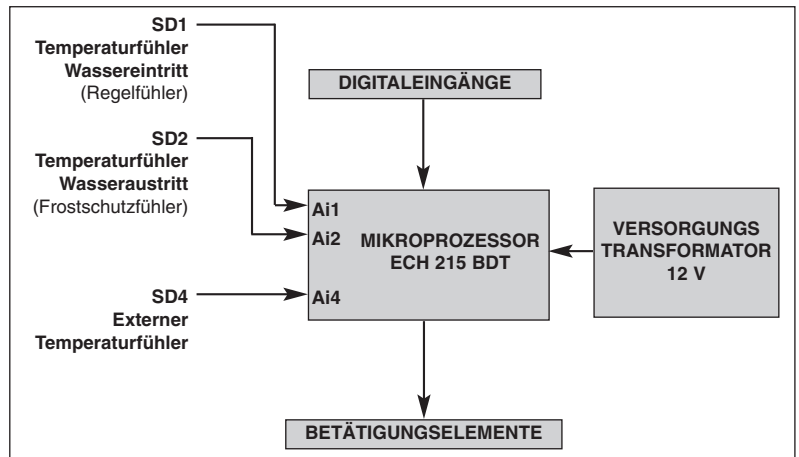 SD1
Temperaturfühler
Wassereintritt
(Regelfühler)
SD2
Temperaturfühler
Wasseraustritt
(Frostschutzfühler)
SD4
Externer
Temperaturfühler
DIGITALEINGÄNGE
Ai1
Ai2
Ai4
MIKROPROZESSOR
ECH 215 BDT
VERSORGUNGS
TRANSFORMATOR
12 V
BETÄTIGUNGSELEMENTE